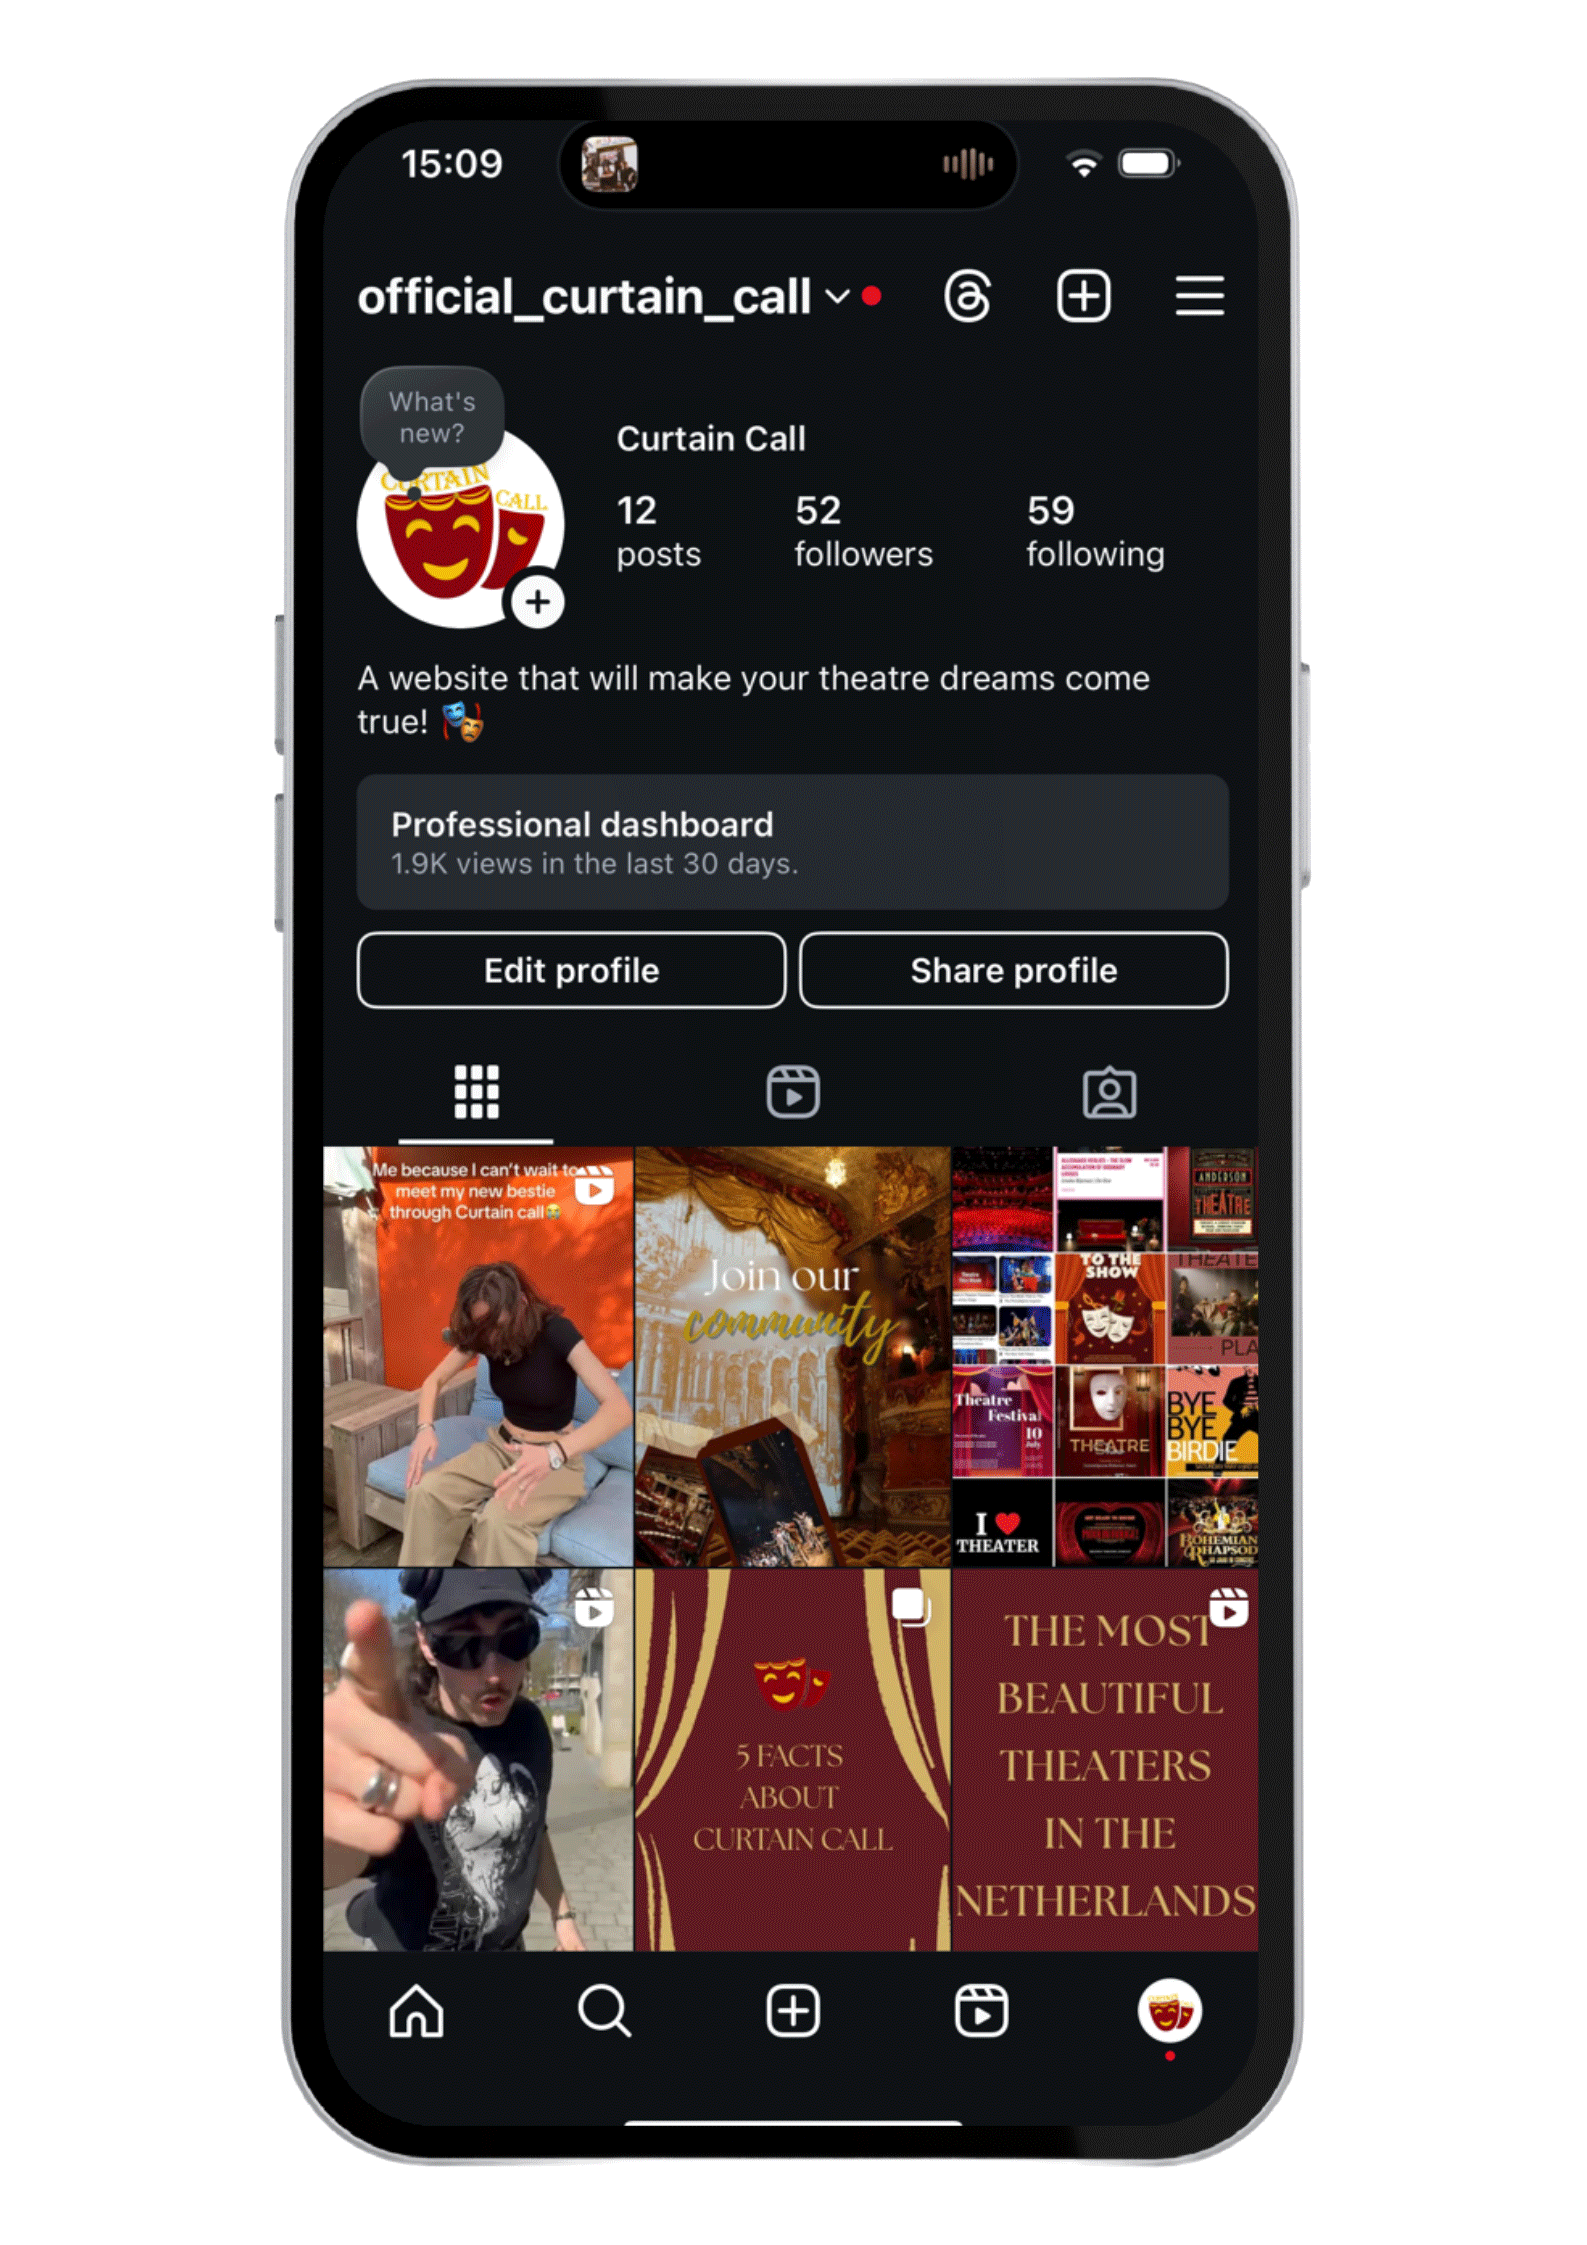 15:09
official_curtain_call
What's
new?
CURTAIN
CALL
Curtain Call
12
52
59
posts
followers
following
A website that will make your theatre dreams come
true! 🎭
Professional dashboard
1.9K views in the last 30 days.
Edit profile
Share profile
Me because I can't wait to
meet my new bestie
through Curtain call😭
Join our
community
ANDERSON
THEATRE
TO THE
SHOW
THEATE
PLA
Theatre
Festival
10
July
THEATRE
BYE
BYE
BIRDIE
I ❤️
THEATER
BOHEMIAN
RHAPSOD
5 FACTS
ABOUT
CURTAIN CALL
THE MOST
BEAUTIFUL
THEATERS
IN THE
NETHERLANDS